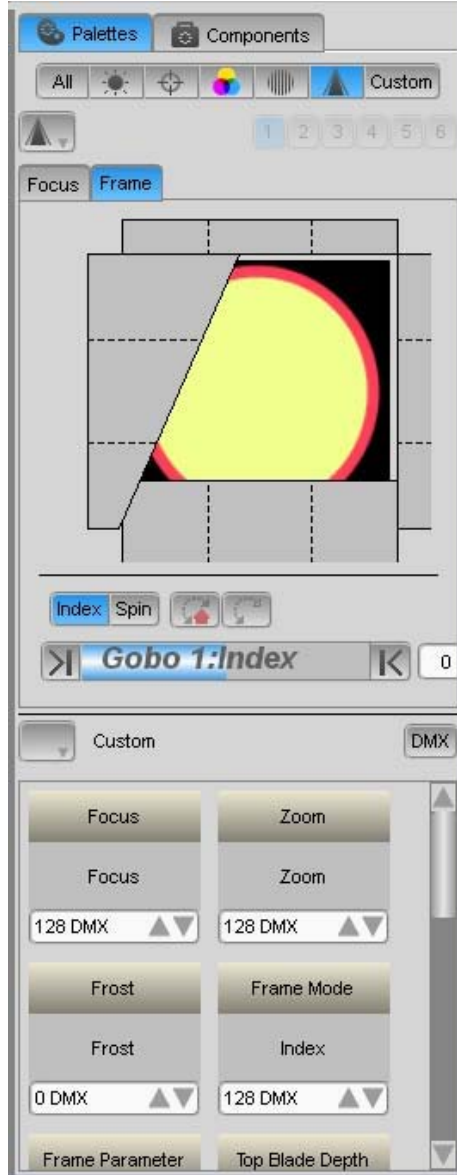 Palettes Components
All Custom
1 2 3 4 5 6
Focus Frame
Index Spin
Gobo 1:Index 0
Custom DMX
Focus Zoom
Focus Zoom
128 DMX 128 DMX
Frost Frame Mode
Frost Index
0 DMX 128 DMX
Frame Parameter Top Blade Depth